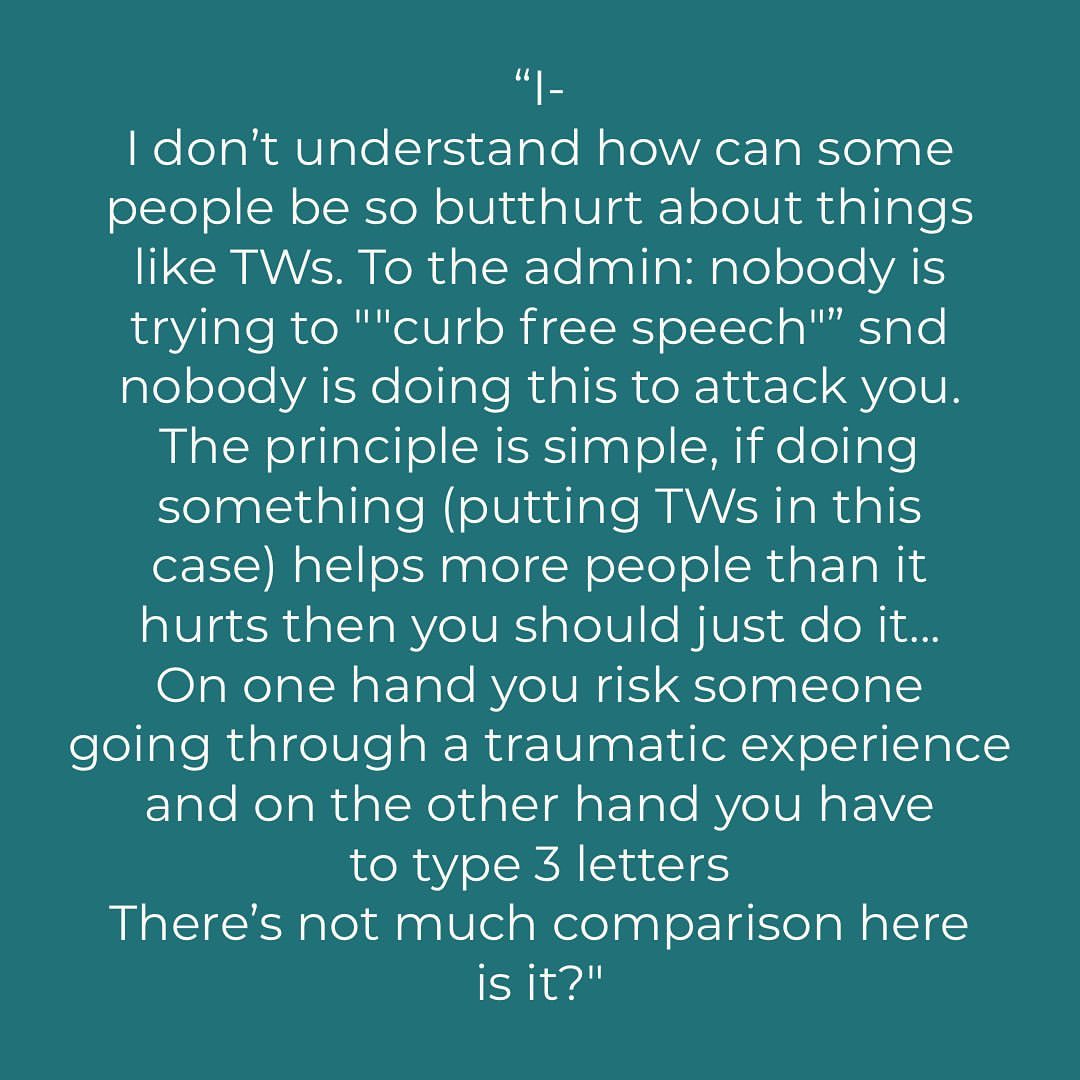 “I-
I don’t understand how can some
people be so butthurt about things
like TWs. To the admin: nobody is
trying to ""curb free speech"” snd
nobody is doing this to attack you.
The principle is simple, if doing
something (putting TWs in this
case) helps more people than it
hurts then you should just do it...
On one hand you risk someone
going through a traumatic experience
and on the other hand you have
to type 3 letters
There’s not much comparison here
is it?"